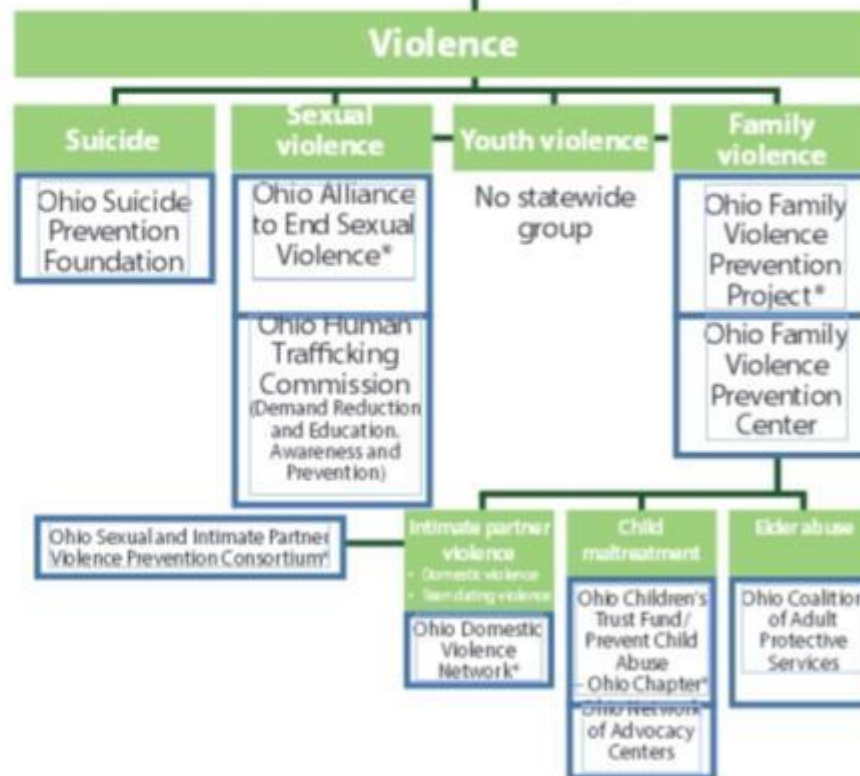 Violence
Suicide
Ohio Suicide
Prevention
Foundation
Sexual
violence
Ohio Alliance
to End Sexual
Violence*
Ohio Human
Trafficking
Commission
(Demand Reduction
and Education.
Awareness and
Prevention)
Youth violence
No statewide
group
Family
violence
Ohio Family
Violence
Prevention
Project*
Ohio Family
Violence
Prevention
Center
Ohio Sexual and Intimate Partner
Violence Prevention Consortium*
Intimate partner
violence
• Domestic violence
• Teen dating violence
Ohio Domestic
Violence
Network*
Child
maltreatment
Ohio Children's
Trust Fund/
Prevent Child
Abuse
- Ohio Chapter*
Ohio Network
of Advocacy
Centers
Elder abuse
Ohio Coalition
of Adult
Protective
Services